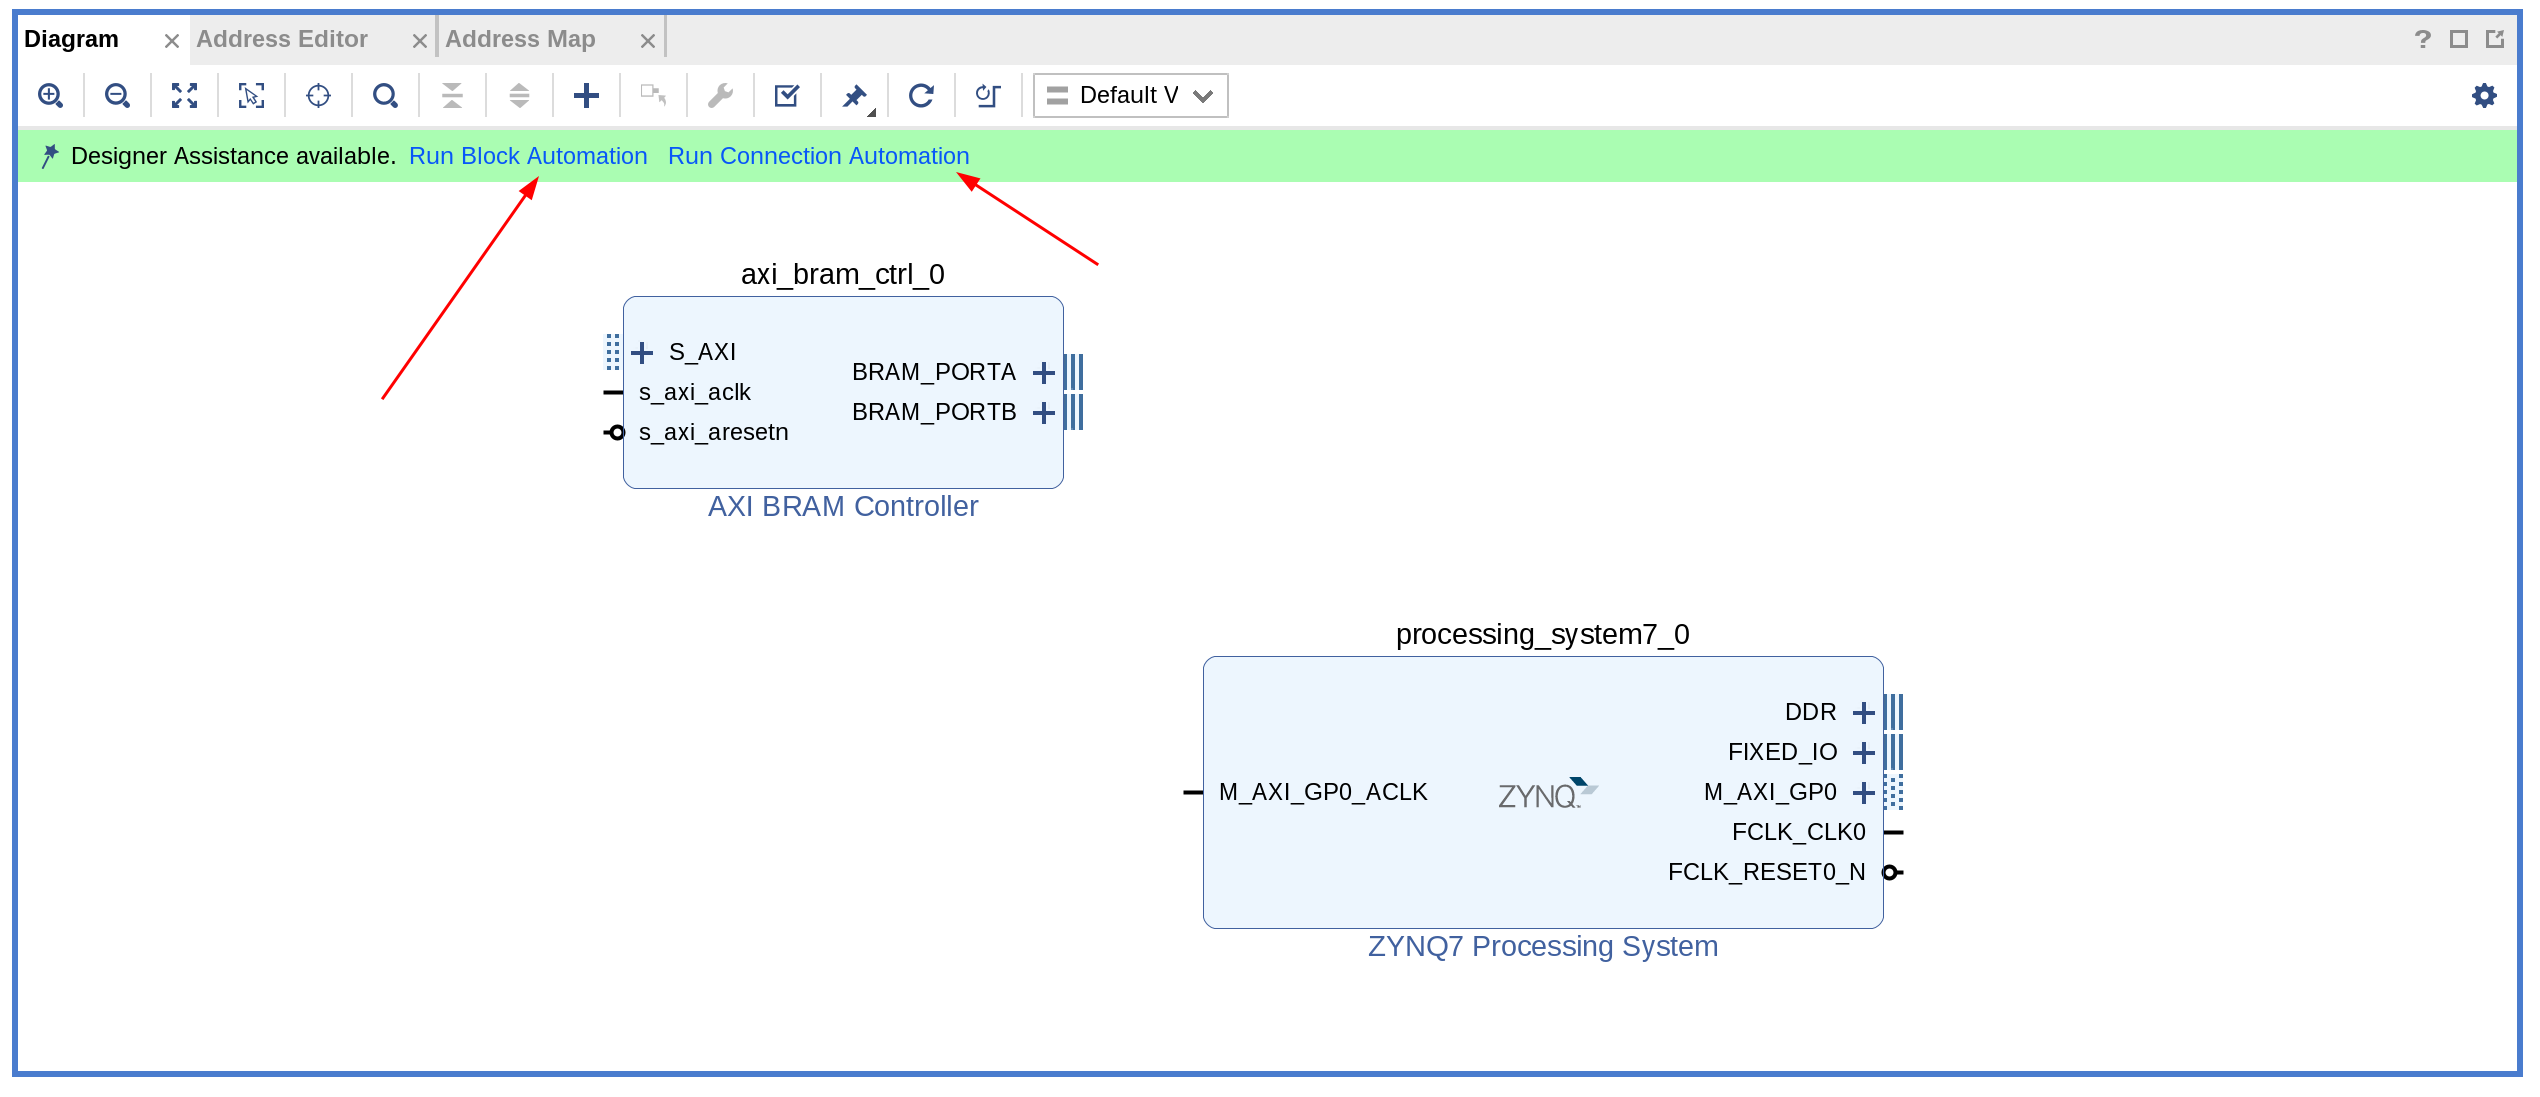 Diagram Address Editor Address Map
Default V
Designer Assistance available. Run Block Automation Run Connection Automation
axi_bram_ctrl_0
S_AXI
s_axi_aclk
s_axi_aresetn
BRAM_PORTA
BRAM_PORTB
AXI BRAM Controller
processing_system7_0
M_AXI_GP0_ACLK
ZYNQ
DDR
FIXED_IO
M_AXI_GP0
FCLK_CLK0
FCLK_RESET0_N
ZYNQ7 Processing System